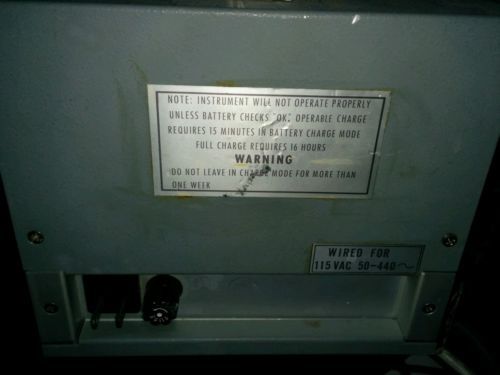 NOTE: INSTRUMENT WILL NOT OPERATE PROPERLY
UNLESS BATTERY CHECKS "OK," OPERABLE CHARGE
REQUIRES 15 MINUTES IN BATTERY CHARGE MODE
FULL CHARGE REQUIRES 16 HOURS
WARNING
DO NOT LEAVE IN CHARGE MODE FOR MORE THAN
ONE WEEK
WIRED FOR
115 VAC 50-440~